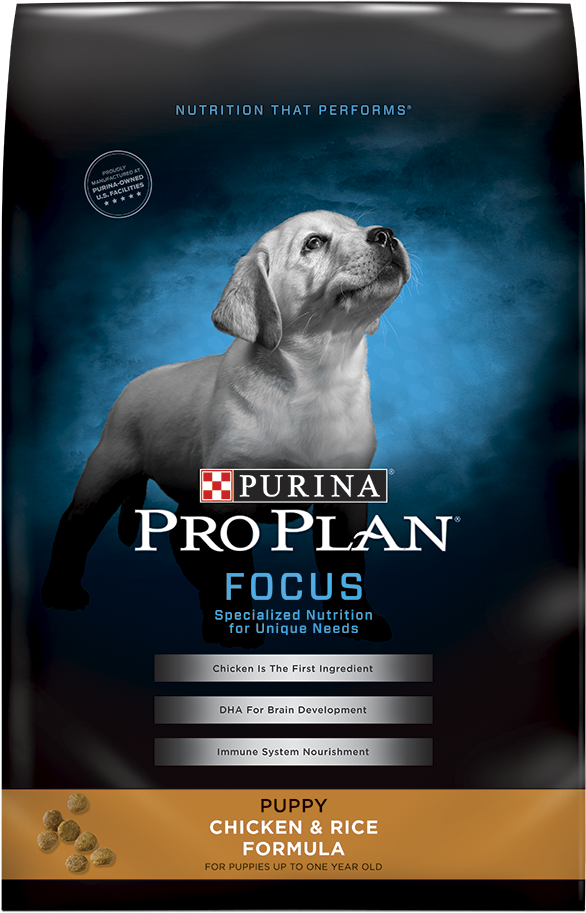 NUTRITION THAT PERFORMS®
PROUDLY
MANUFACTURED AT
PURINA-OWNED
U.S. FACILITIES
PURINA®
PRO PLAN®
FOCUS
Specialized Nutrition
for Unique Needs
Chicken Is The First Ingredient
DHA For Brain Development
Immune System Nourishment
PUPPY
CHICKEN & RICE
FORMULA
FOR PUPPIES UP TO ONE YEAR OLD